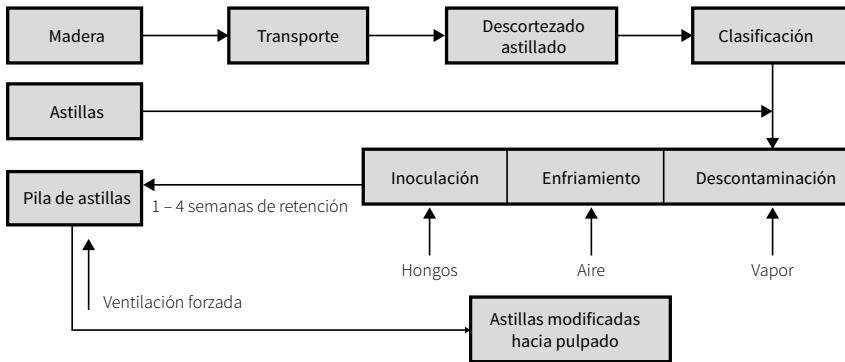 Madera
Transporte
Descortezado
astillado
Clasificación
Astillas
Inoculación
Enfriamiento
Descontaminación
Pila de astillas
1 – 4 semanas de retención
Hongos
Aire
Vapor
Ventilación forzada
Astillas modificadas
hacia pulpado